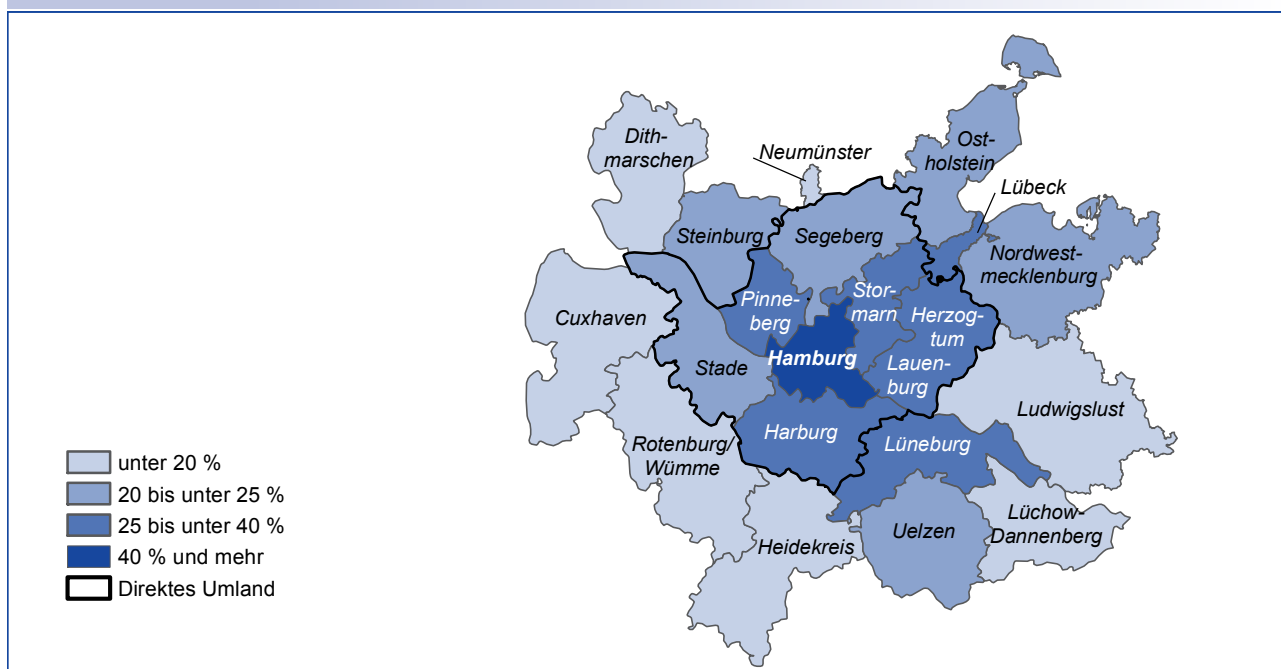 Dith-
marschen
Neumünster
Ost-
holstein
Lübeck
Steinburg
Segeberg
Nordwest-
mecklenburg
Pinne-
berg
Stor-
marn
Herzog-
tum
Lauen-
burg
Cuxhaven
Hamburg
Stade
Ludwigslust
Harburg
Lüneburg
Rotenburg/
Wümme
Lüchow-
Dannenberg
Uelzen
Heidekreis
unter 20 %
20 bis unter 25 %
25 bis unter 40 %
40 % und mehr
Direktes Umland